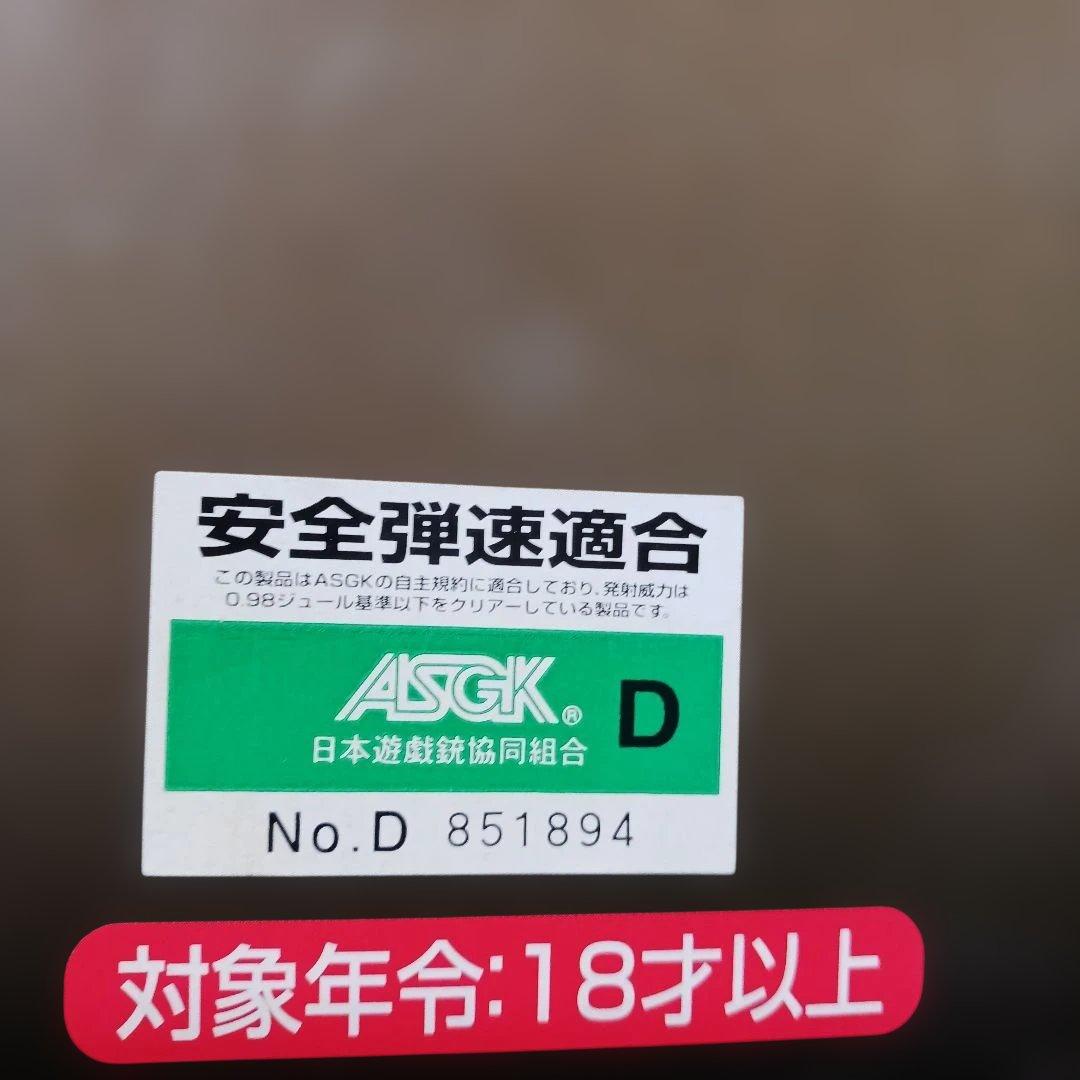 安全弾速適合
この製品はASGKの自主規約に適合しており、発射威力は
0.98ジュール基準以下をクリアーしている製品です。
ASGK® D
日本遊戯銃協同組合
No.D 851894
対象年令:18才以上